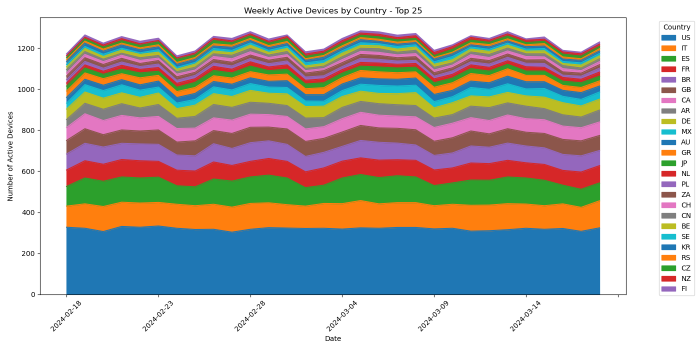 Weekly Active Devices by Country - Top 25
Number of Active Devices
1200
1000
800
600
400
200
0
2024-02-18
2024-02-23
2024-02-28
2024-03-04
2024-03-09
2024-03-14
Date
Country
US
IT
ES
FR
BR
GB
CA
AR
DE
MX
AU
GR
JP
NL
PL
ZA
CH
CN
BE
SE
KR
RS
CZ
NZ
FI